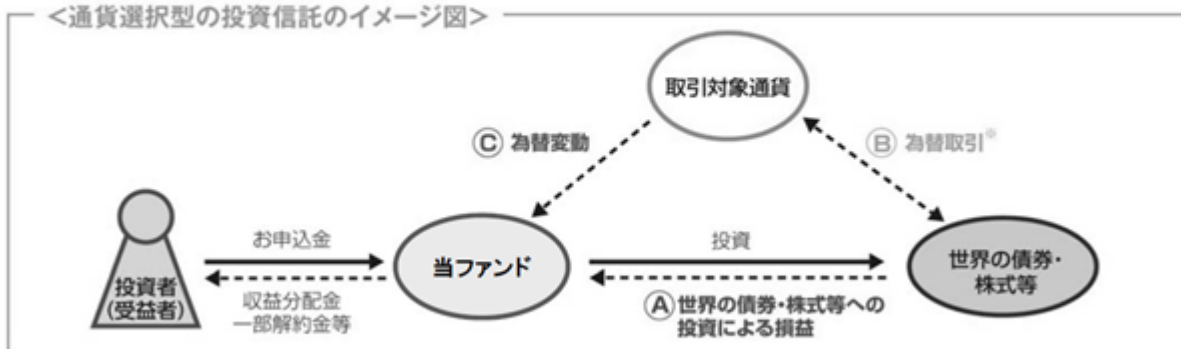 <通貨選択型の投資信託のイメージ図>
取引対象通貨
Ⓒ 為替変動
Ⓑ 為替取引※
お申込金
投資
投資者
(受益者)
当ファンド
世界の債券・
株式等
収益分配金
一部解約金等
Ⓐ 世界の債券・株式等への
投資による損益